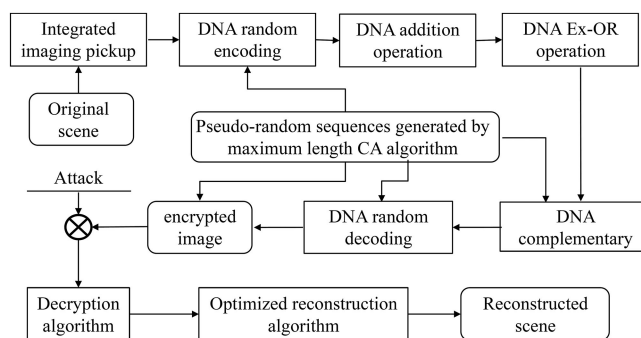 Integrated
imaging pickup
DNA random
encoding
DNA addition
operation
DNA Ex-OR
operation
Original
scene
Pseudo-random sequences generated by
maximum length CA algorithm
Attack
encrypted
image
DNA random
decoding
DNA
complementary
Decryption
algorithm
Optimized reconstruction
algorithm
Reconstructed
scene